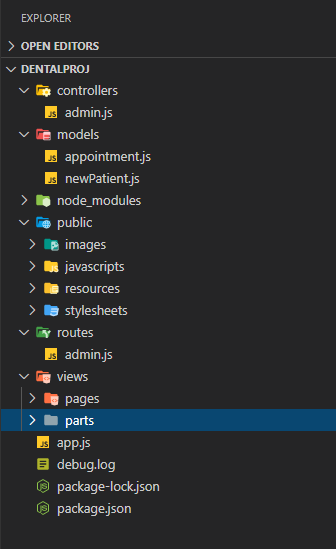 EXPLORER
OPEN EDITORS
DENTALPROJ
controllers
admin.js
models
appointment.js
newPatient.js
node_modules
public
images
javascripts
resources
stylesheets
routes
admin.js
views
pages
parts
app.js
debug.log
package-lock.json
package.json